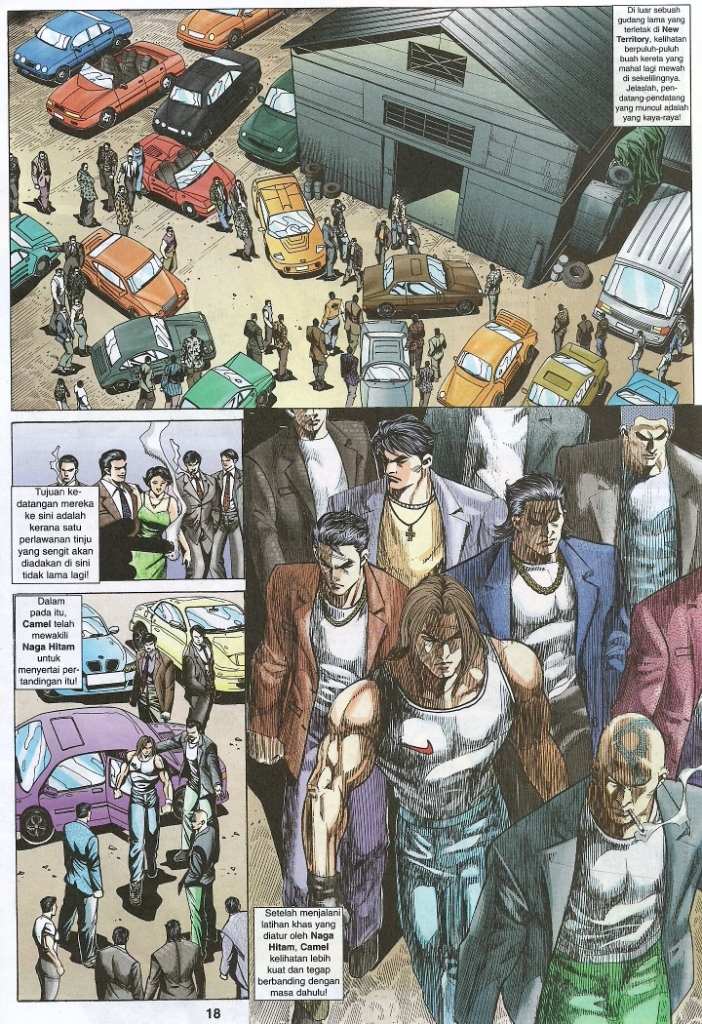 Di luar sebuah
gudang lama yang
terletak di New
Territory, kelihatan
berpuluh-puluh
buah kereta yang
mahal lagi mewah
di sekelilingnya.
Jelaslah, pen-
datang-pendatang
yang muncul adalah
yang kaya-raya!
Tujuan ke-
datangan mereka
ke sini adalah
kerana satu
perlawanan tinju
yang sengit akan
diadakan di sini
tidak lama lagi!
Dalam
pada itu,
Camel telah
mewakili
Naga Hitam
untuk
menyertai per-
tandingan itu!
Setelah menjalani
latihan khas yang
diatur oleh Naga
Hitam, Camel
kelihatan lebih
kuat dan tegap
berbanding dengan
masa dahulu!
18